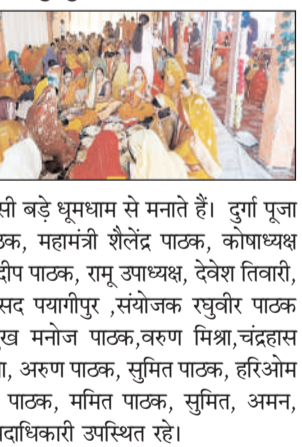 सी बड़े धूमधाम से मनाते हैं। दुर्गा पूजा
ठक, महामंत्री शैलेंद्र पाठक, कोषाध्यक्ष
दीप पाठक, रामू उपाध्यक्ष, देवेश तिवारी,
सद पयागीपुर ,संयोजक रघुवीर पाठक
ुख मनोज पाठक,वरुण मिश्रा,चंद्रहास
ा, अरुण पाठक, सुमित पाठक, हरिओम
पाठक, ममित पाठक, सुमित, अमन,
पदाधिकारी उपस्थित रहे।